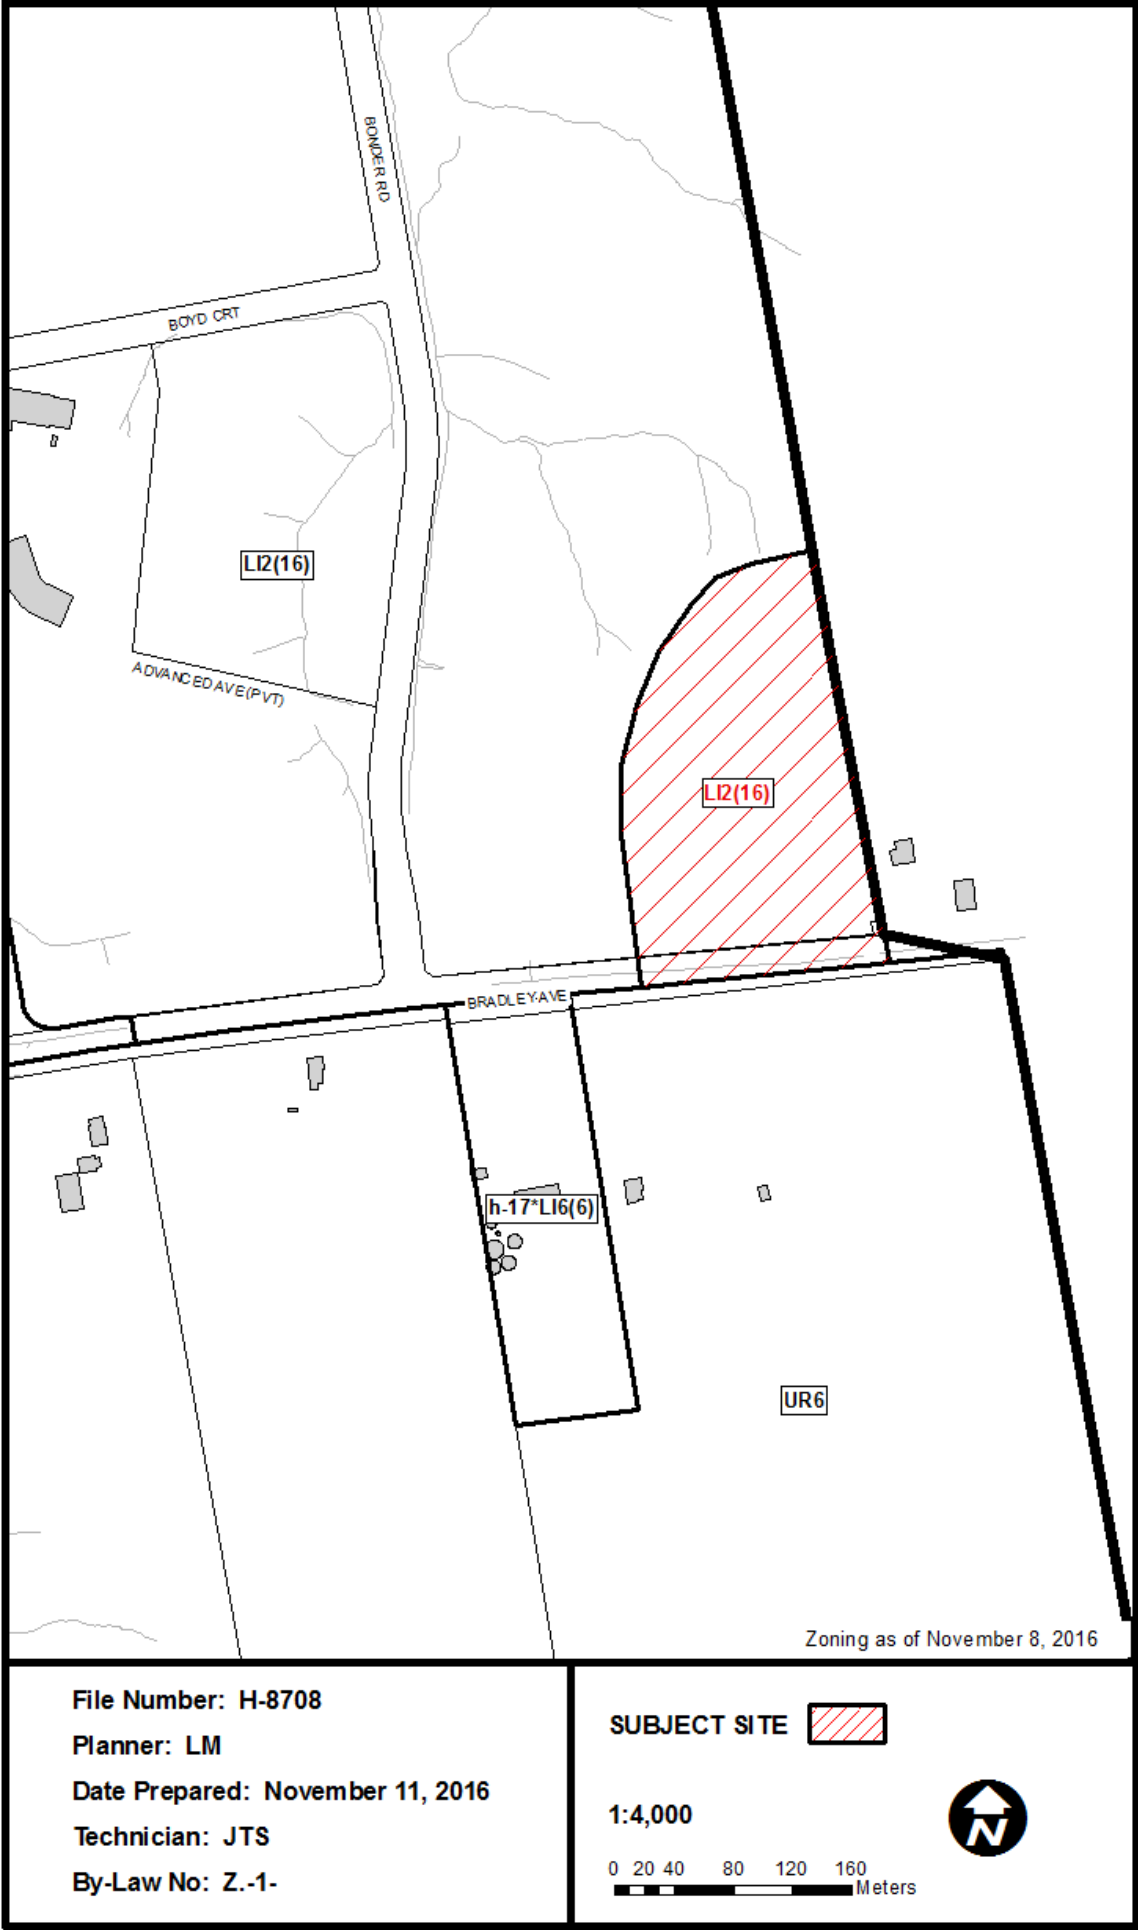 BONDER RD
BOYD CRT
LI2(16)
ADVANCED AVE (PVT)
LI2(16)
BRADLEY AVE
h-17*LI6(6)
UR6
Zoning as of November 8, 2016
File Number: H-8708
Planner: LM
Date Prepared: November 11, 2016
Technician: JTS
By-Law No: Z.-1-
SUBJECT SITE
1:4,000
N
0 20 40 80 120 160
Meters